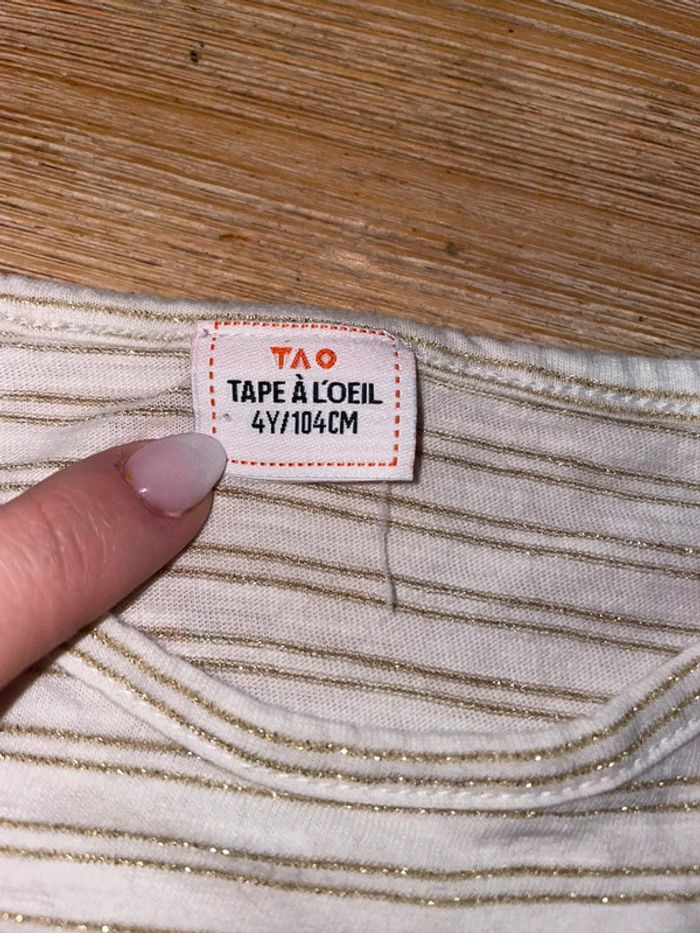 TAO
TAPE À L'OEIL
4Y/104CM